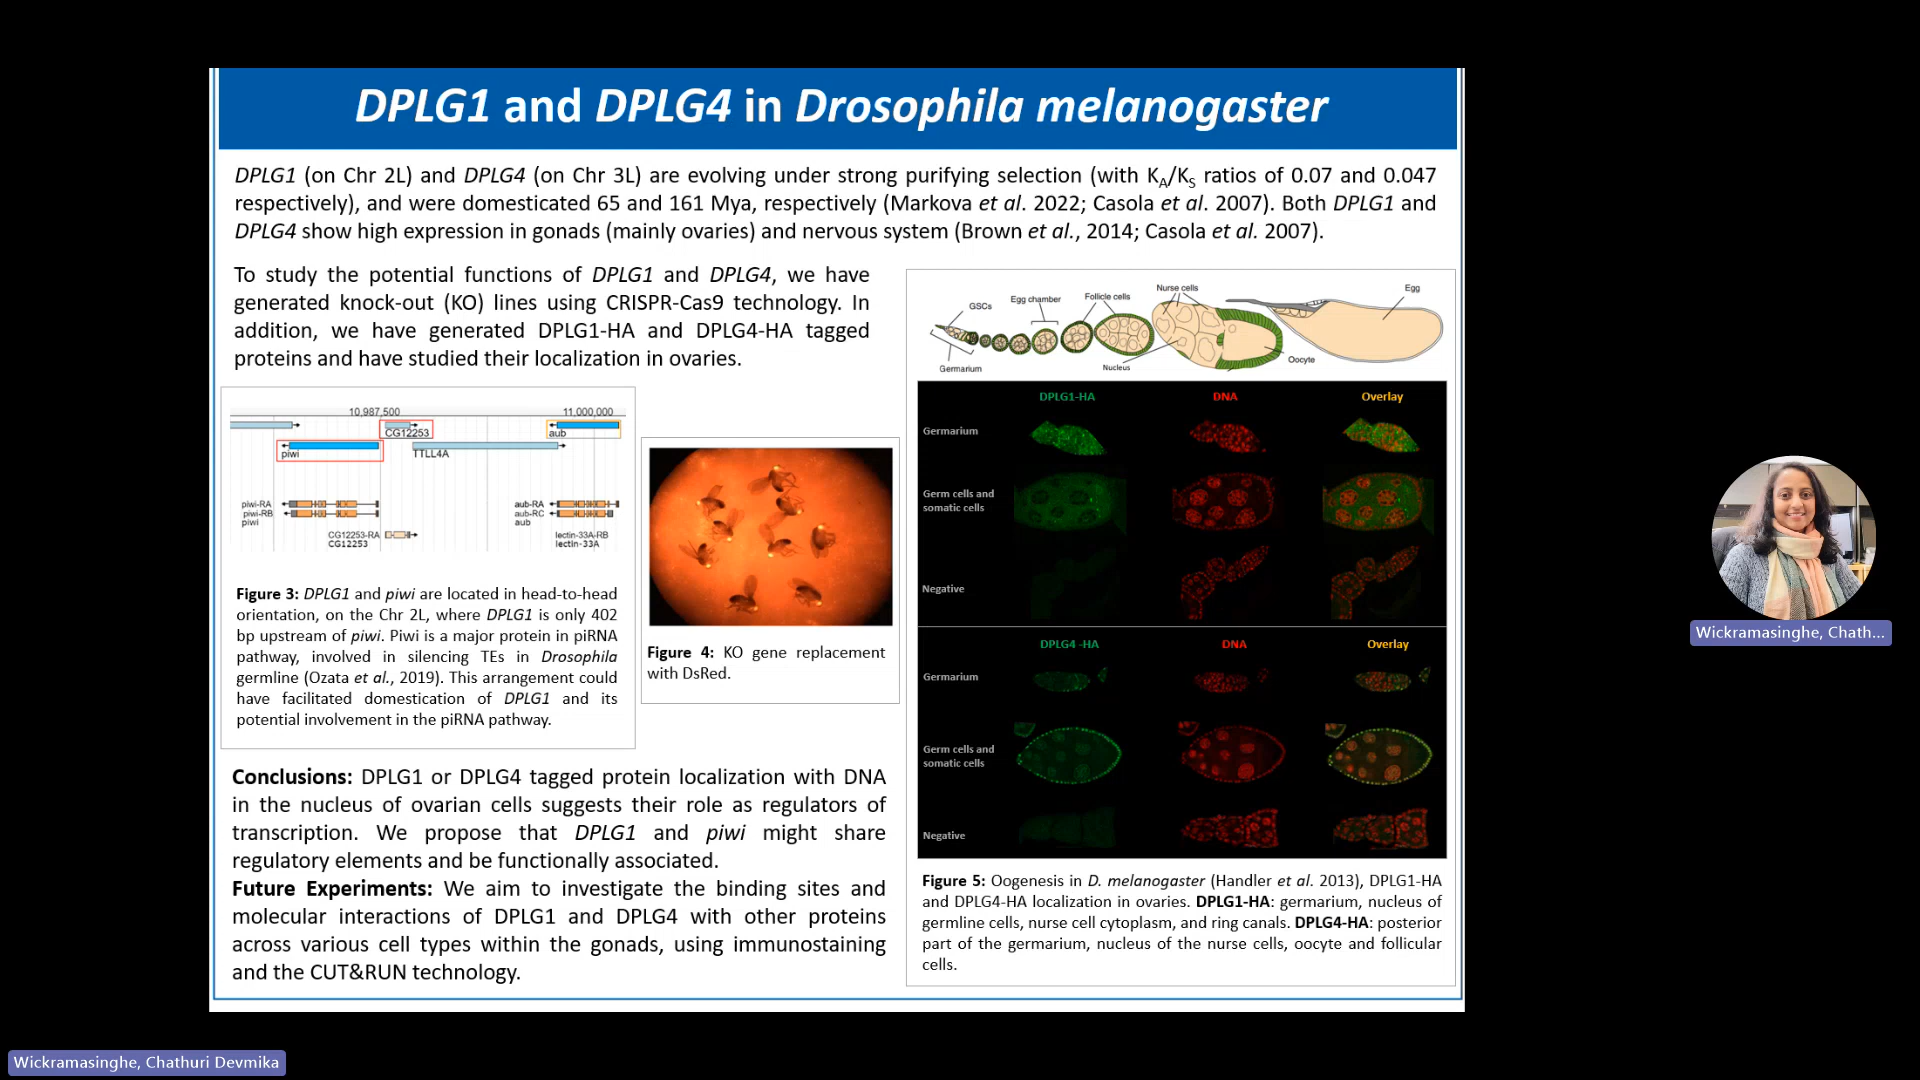 DPLG1 and DPLG4 in Drosophila melanogaster
DPLG1 (on Chr 2L) and DPLG4 (on Chr 3L) are evolving under strong purifying selection (with KA/KS ratios of 0.07 and 0.047
respectively), and were domesticated 65 and 161 Mya, respectively (Markova et al. 2022; Casola et al. 2007). Both DPLG1 and
DPLG4 show high expression in gonads (mainly ovaries) and nervous system (Brown et al., 2014; Casola et al. 2007).
To study the potential functions of DPLG1 and DPLG4, we have
generated knock-out (KO) lines using CRISPR-Cas9 technology. In
addition, we have generated DPLG1-HA and DPLG4-HA tagged
proteins and have studied their localization in ovaries.
10,987,500 11,000,000
CG12253 aub
piwi TTLL4A
piwi-RA aub-RA
piwi-RB aub-RC
piwi aub
CG12253-RA lectin-33A-RB
CG12253 lectin-33A
Figure 3: DPLG1 and piwi are located in head-to-head
orientation, on the Chr 2L, where DPLG1 is only 402
bp upstream of piwi. Piwi is a major protein in piRNA
pathway, involved in silencing TEs in Drosophila
germline (Ozata et al., 2019). This arrangement could
have facilitated domestication of DPLG1 and its
potential involvement in the piRNA pathway.
Figure 4: KO gene replacement
with DsRed.
Conclusions: DPLG1 or DPLG4 tagged protein localization with DNA
in the nucleus of ovarian cells suggests their role as regulators of
transcription. We propose that DPLG1 and piwi might share
regulatory elements and be functionally associated.
Future Experiments: We aim to investigate the binding sites and
molecular interactions of DPLG1 and DPLG4 with other proteins
across various cell types within the gonads, using immunostaining
and the CUT&RUN technology.
GSCs Egg chamber Follicle cells Nurse cells Egg
Germarium Nucleus Oocyte
DPLG1-HA DNA Overlay
Germarium
Germ cells and
somatic cells
Negative
DPLG4 -HA DNA Overlay
Germarium
Germ cells and
somatic cells
Negative
Figure 5: Oogenesis in D. melanogaster (Handler et al. 2013), DPLG1-HA
and DPLG4-HA localization in ovaries. DPLG1-HA: germarium, nucleus of
germline cells, nurse cell cytoplasm, and ring canals. DPLG4-HA: posterior
part of the germarium, nucleus of the nurse cells, oocyte and follicular
cells.
Wickramasinghe, Chath...
Wickramasinghe, Chathuri Devmika